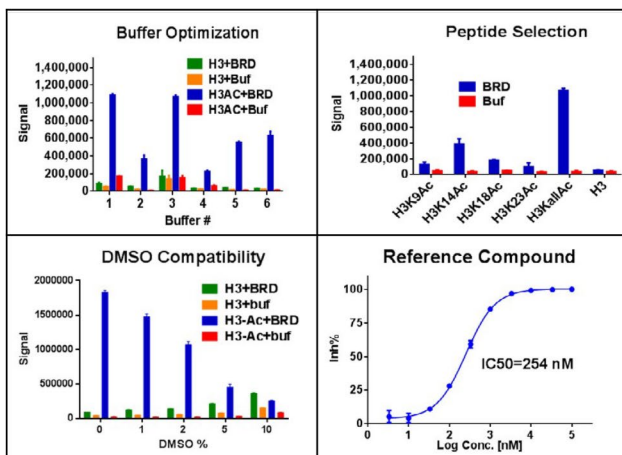 Buffer Optimization
1,400,000
1,200,000
1,000,000
800,000
600,000
400,000
200,000
0
Signal
H3+BRD
H3+Buf
H3AC+BRD
H3AC+Buf
1 2 3 4 5 6
Buffer #
Peptide Selection
1,400,000
1,200,000
1,000,000
800,000
600,000
400,000
200,000
0
Signal
BRD
Buf
H3K9Ac
H3K14Ac
H3K18Ac
H3K23Ac
H3KallAc
H3
DMSO Compatibility
2000000
1500000
1000000
500000
0
Signal
H3+BRD
H3+buf
H3-Ac+BRD
H3-Ac+buf
0 1 2 5 10
DMSO %
Reference Compound
100
75
50
25
0
Inh%
IC50=254 nM
0 1 2 3 4 5
Log Conc. [nM]